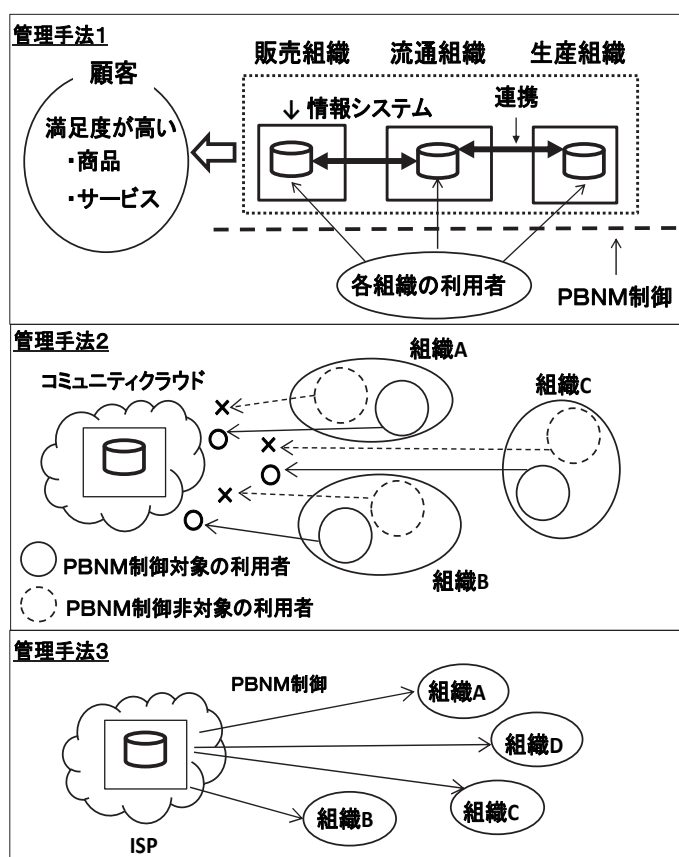 管理手法1
販売組織 流通組織 生産組織
顧客
満足度が高い
・商品
・サービス
↓情報システム
連携
各組織の利用者
PBNM制御
管理手法2
組織A
コミュニティクラウド
組織C
組織B
PBNM制御対象の利用者
PBNM制御非対象の利用者
管理手法3
PBNM制御
組織A
組織D
組織C
組織B
ISP